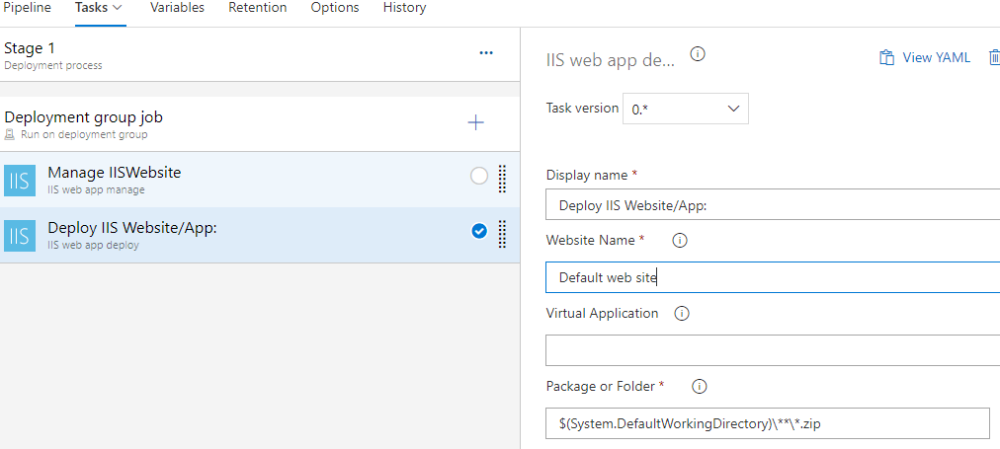 Pipeline Tasks Variables Retention Options History
Stage 1
Deployment process
Deployment group job
Run on deployment group
IIS
Manage IISWebsite
IIS web app manage
IIS
Deploy IIS Website/App:
IIS web app deploy
IIS web app de...
View YAML
Task version 0.*
Display name *
Deploy IIS Website/App:
Website Name *
Default web site
Virtual Application
Package or Folder *
$(System.DefaultWorkingDirectory)\**\*.zip